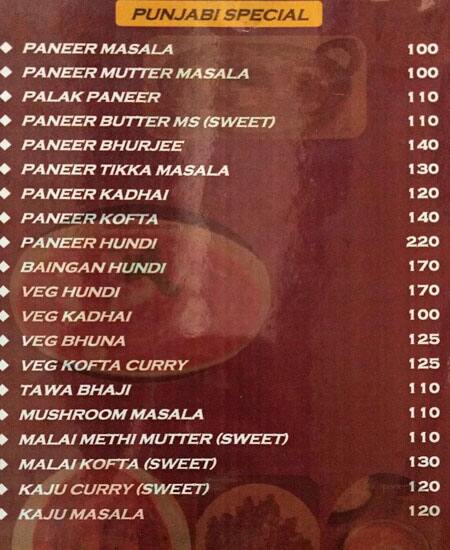 PUNJABI SPECIAL
PANEER MASALA 100
PANEER MUTTER MASALA 100
PALAK PANEER 110
PANEER BUTTER MS (SWEET) 110
PANEER BHURJEE 140
PANEER TIKKA MASALA 130
PANEER KADHAI 120
PANEER KOFTA 140
PANEER HUNDI 220
BAINGAN HUNDI 170
VEG HUNDI 170
VEG KADHAI 100
VEG BHUNA 125
VEG KOFTA CURRY 125
TAWA BHAJI 110
MUSHROOM MASALA 110
MALAI METHI MUTTER (SWEET) 110
MALAI KOFTA (SWEET) 130
KAJU CURRY (SWEET) 120
KAJU MASALA 120